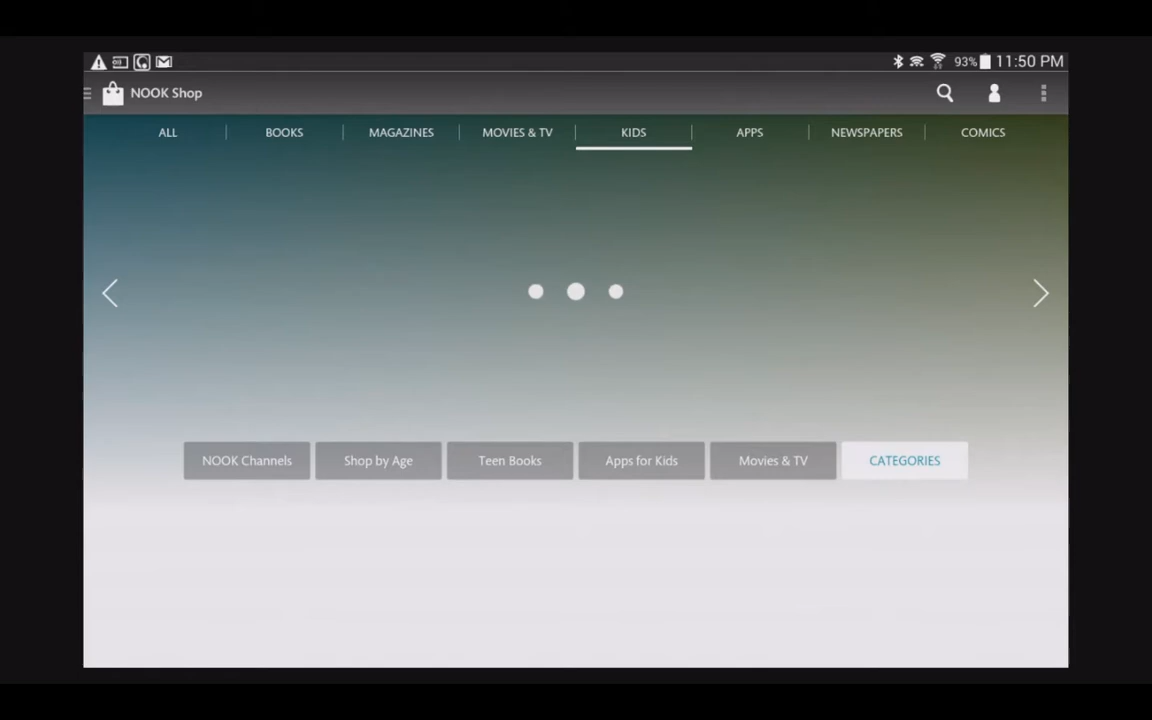 93% 11:50 PM
NOOK Shop
ALL BOOKS MAGAZINES MOVIES & TV KIDS APPS NEWSPAPERS COMICS
NOOK Channels Shop by Age Teen Books Apps for Kids Movies & TV CATEGORIES